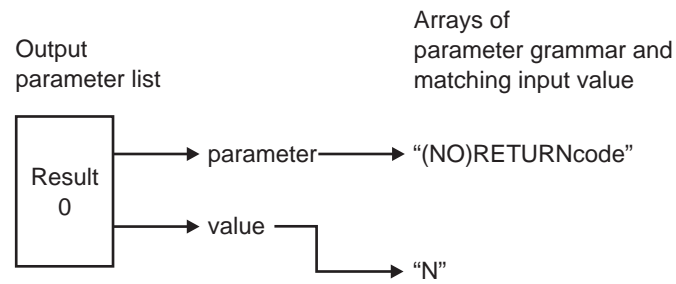 Output
parameter list
Arrays of
parameter grammar and
matching input value
Result
0
parameter
“(NO)RETURNcode”
value
“N”